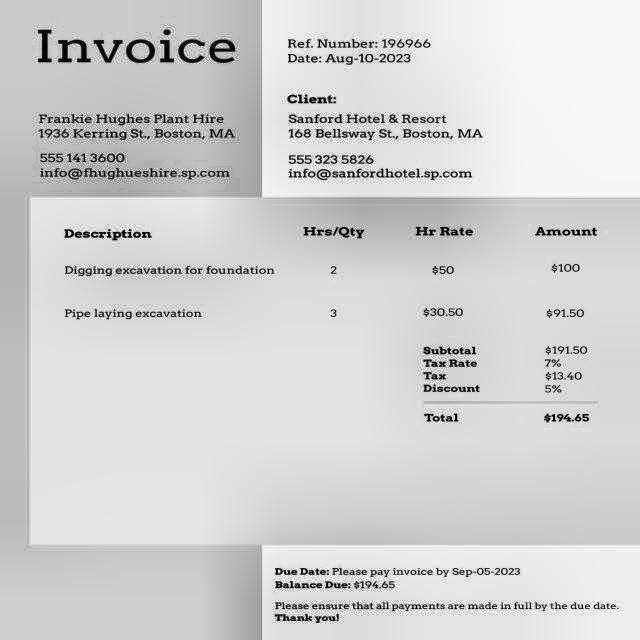 Invoice
Ref. Number: 196966
Date: Aug-10-2023
Client:
Frankie Hughes Plant Hire
1936 Kerring St., Boston, MA
555 141 3600
info@fhughueshire.sp.com
Sanford Hotel & Resort
168 Bellsway St., Boston, MA
555 323 5826
info@sanfordhotel.sp.com
Description Hrs/Qty Hr Rate Amount
Digging excavation for foundation 2 $50 $100
Pipe laying excavation 3 $30.50 $91.50
Subtotal $191.50
Tax Rate 7%
Tax $13.40
Discount 5%
Total $194.65
Due Date: Please pay invoice by Sep-05-2023
Balance Due: $194.65
Please ensure that all payments are made in full by the due date.
Thank you!